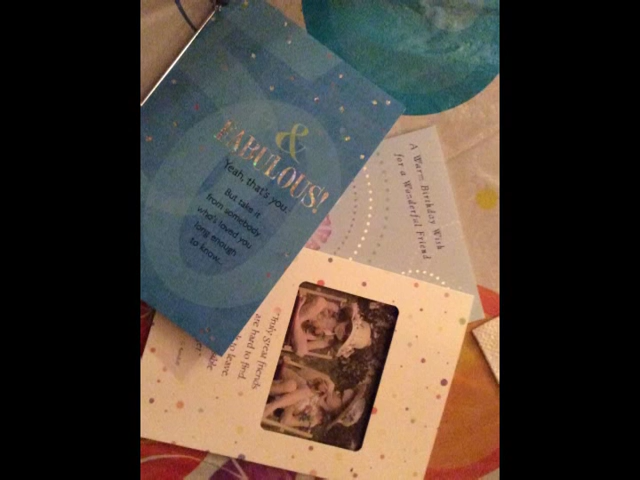 &
FABULOUS!
Yeah, that's you.
But take it
from somebody
who's loved you
long enough
to know...
A Warm Birthday Wish
for a Wonderful Friend
Truly great friends
are hard to find
to leave